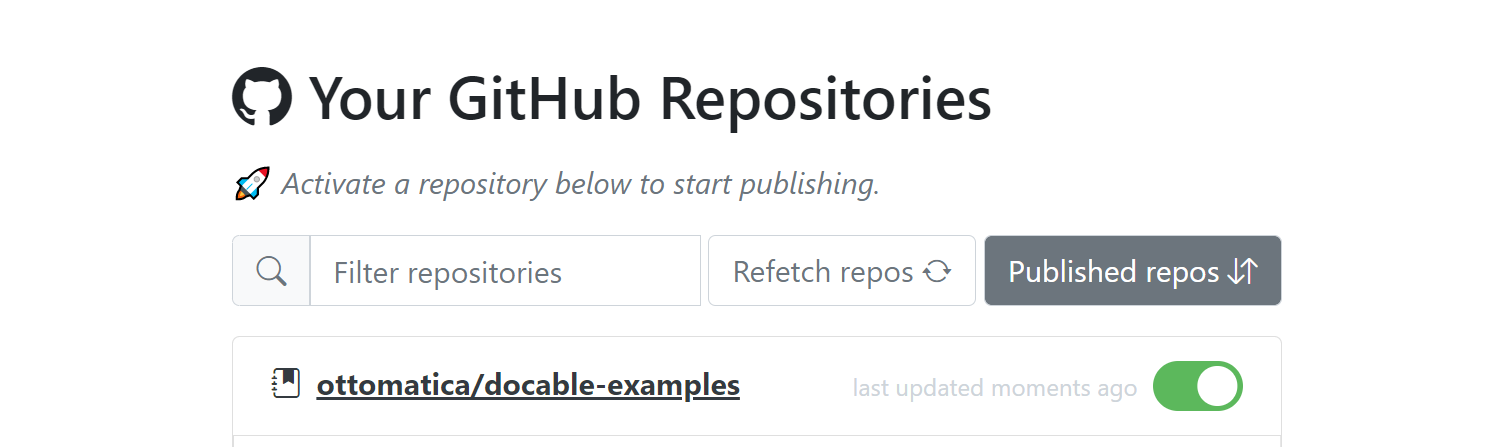 Your GitHub Repositories
Activate a repository below to start publishing.
Filter repositories Refetch repos Published repos
ottomatica/docable-examples last updated moments ago